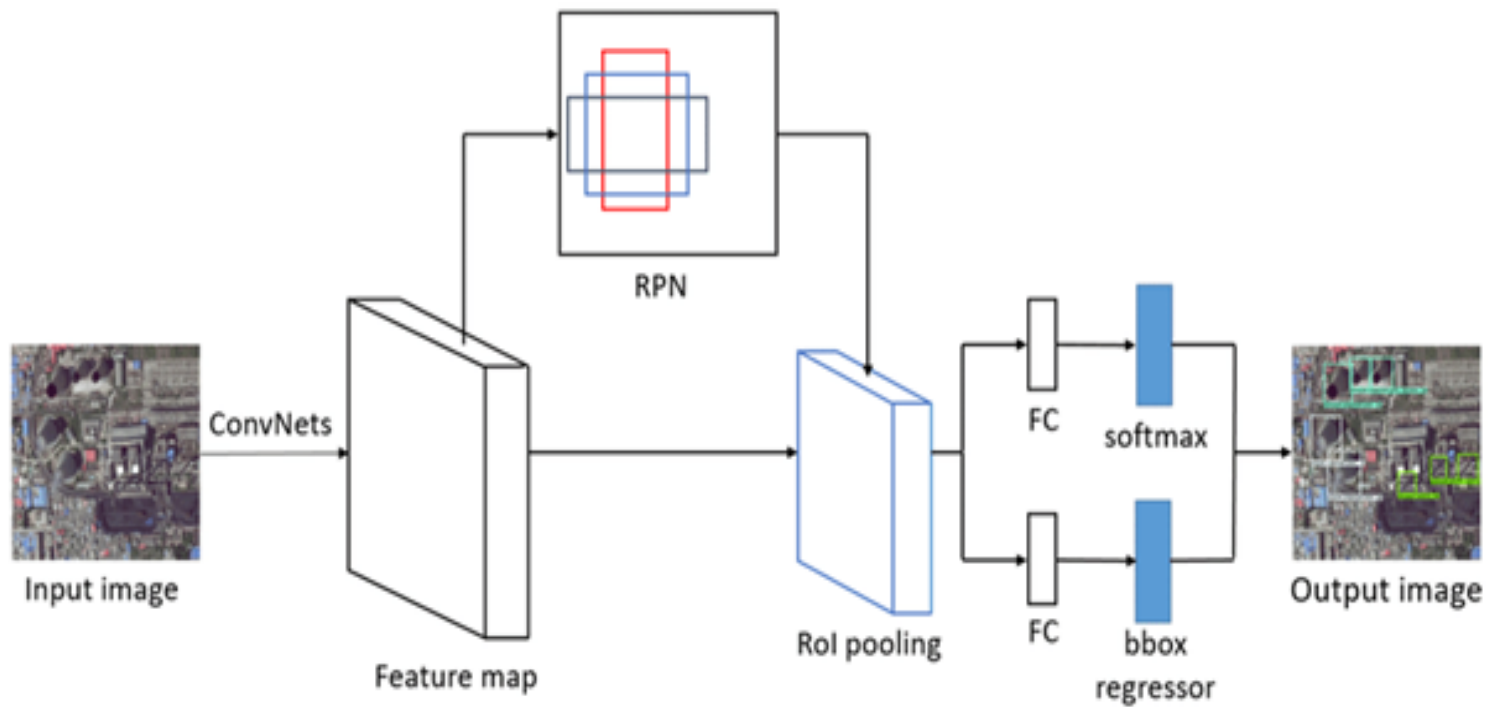 RPN
ConvNets
FC
softmax
Input image
Output image
FC
RoI pooling
bbox
regressor
Feature map